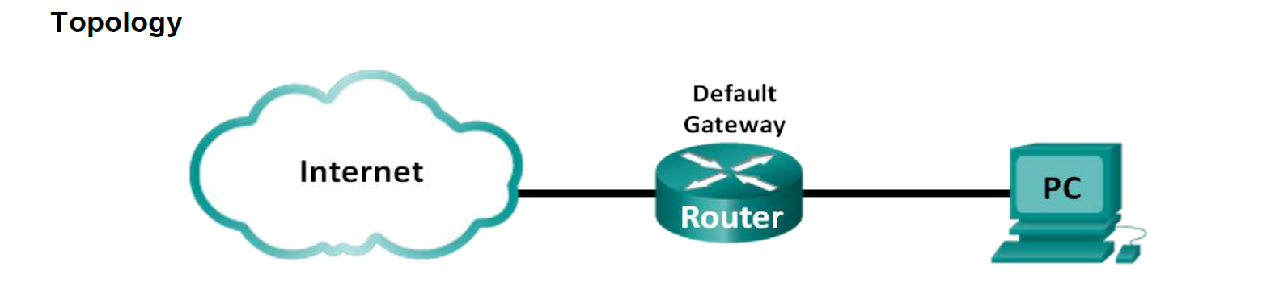 Topology
Default
Gateway
Internet
Router
PC